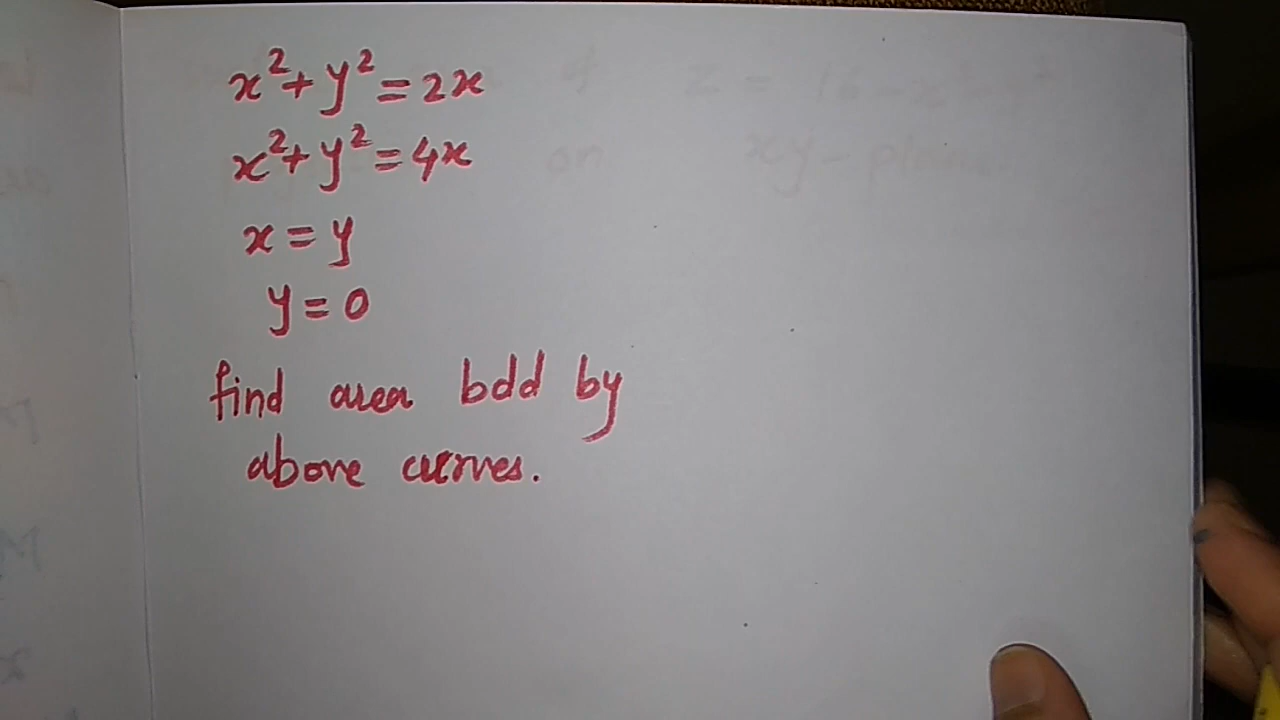 x² + y² = 2x
x² + y² = 4x
x = y
y = 0
find area bdd by
above curves.